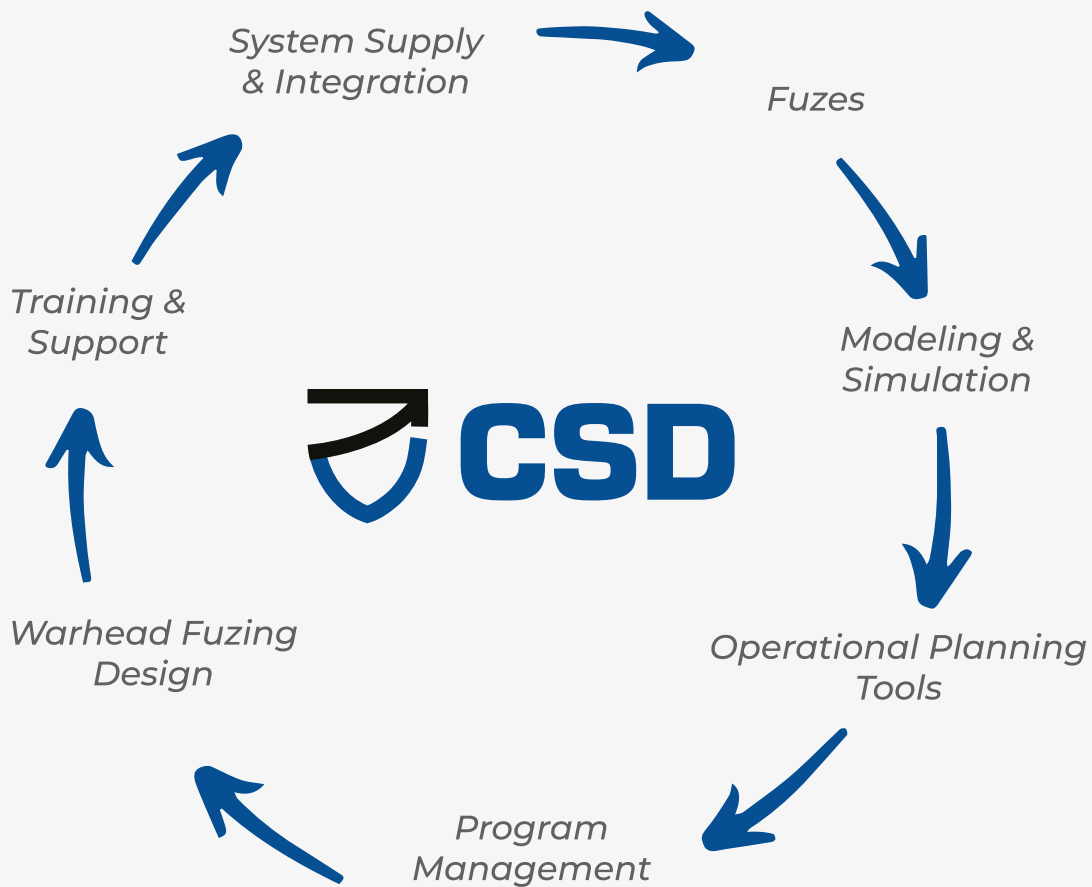 System Supply
& Integration
Fuzes
Training &
Support
Modeling &
Simulation
CSD
Warhead Fuzing
Design
Operational Planning
Tools
Program
Management